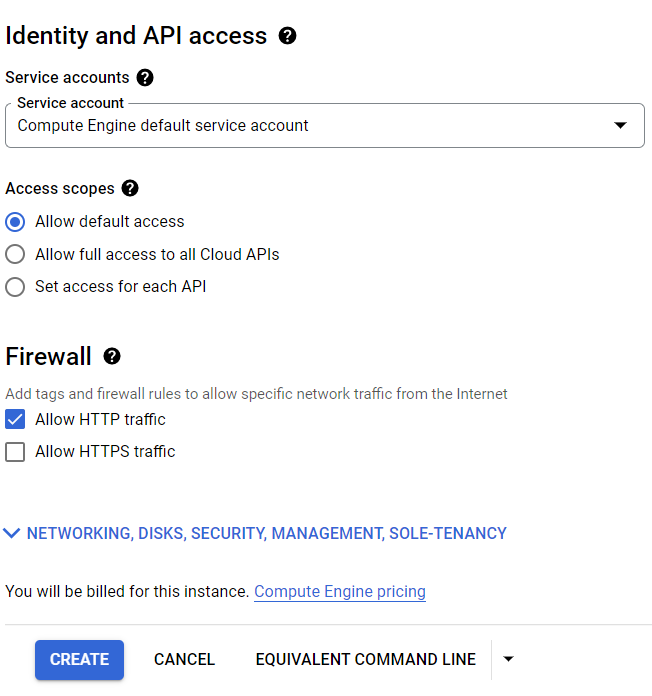 Identity and API access
Service accounts
Service account
Compute Engine default service account
Access scopes
Allow default access
Allow full access to all Cloud APIs
Set access for each API
Firewall
Add tags and firewall rules to allow specific network traffic from the Internet
Allow HTTP traffic
Allow HTTPS traffic
NETWORKING, DISKS, SECURITY, MANAGEMENT, SOLE-TENANCY
You will be billed for this instance. Compute Engine pricing
CREATE CANCEL EQUIVALENT COMMAND LINE